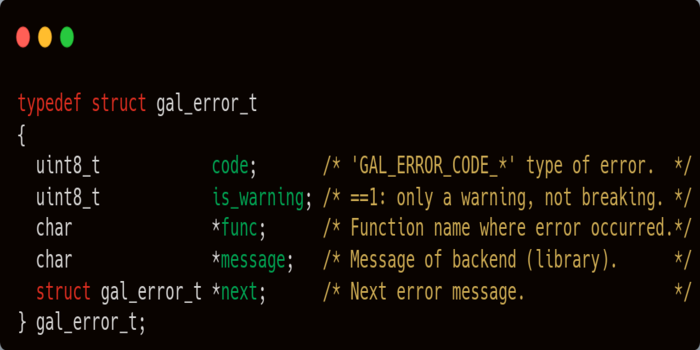 typedef struct gal_error_t
{
  uint8_t            code;       /* 'GAL_ERROR_CODE_*' type of error.  */
  uint8_t            is_warning; /* ==1: only a warning, not breaking. */
  char               *func;      /* Function name where error occurred.*/
  char               *message;   /* Message of backend (library).      */
  struct gal_error_t *next;      /* Next error message.                */
} gal_error_t;